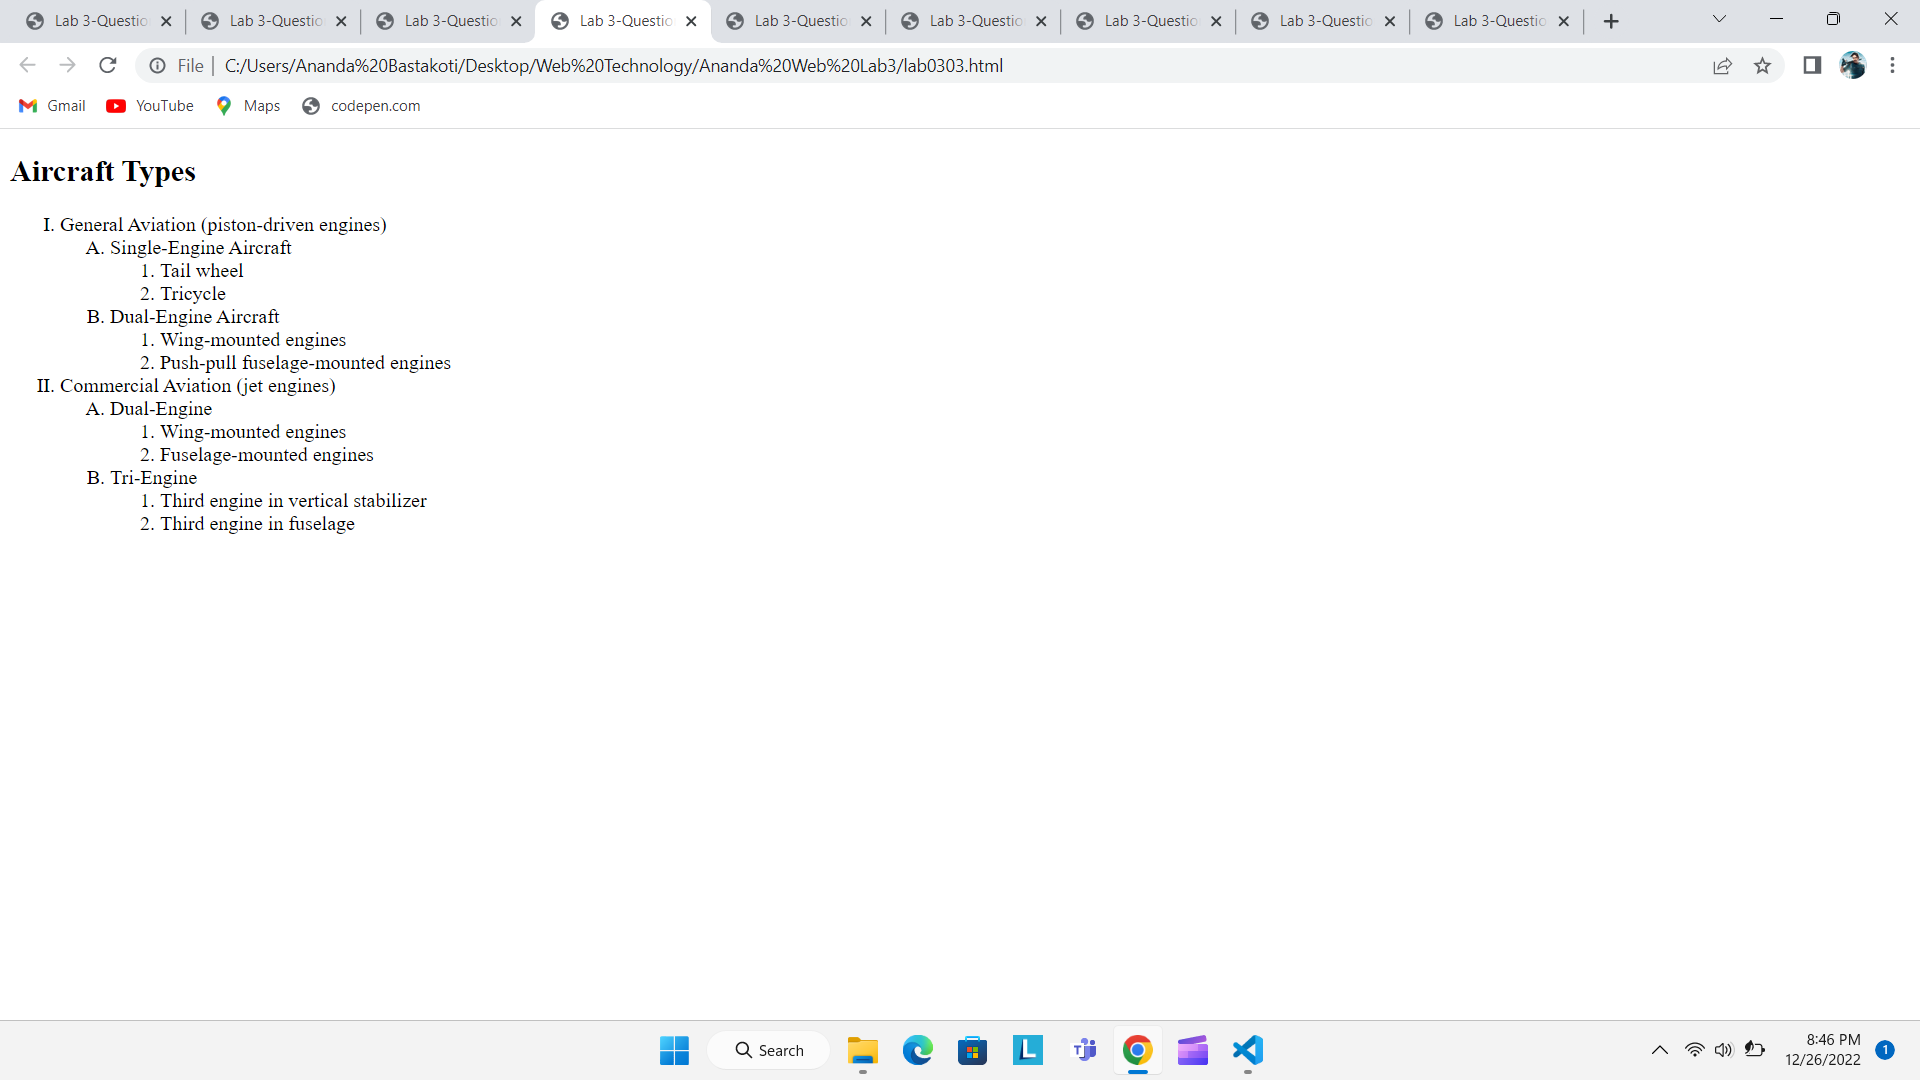 Lab 3-Questio
Lab 3-Questio
Lab 3-Questio
Lab 3-Questio
Lab 3-Questio
Lab 3-Questio
Lab 3-Questio
Lab 3-Questio
Lab 3-Questio
File | C:/Users/Ananda%20Bastakoti/Desktop/Web%20Technology/Ananda%20Web%20Lab3/lab0303.html
Gmail YouTube Maps codepen.com
Aircraft Types
I. General Aviation (piston-driven engines)
A. Single-Engine Aircraft
1. Tail wheel
2. Tricycle
B. Dual-Engine Aircraft
1. Wing-mounted engines
2. Push-pull fuselage-mounted engines
II. Commercial Aviation (jet engines)
A. Dual-Engine
1. Wing-mounted engines
2. Fuselage-mounted engines
B. Tri-Engine
1. Third engine in vertical stabilizer
2. Third engine in fuselage
Search
8:46 PM
12/26/2022
1